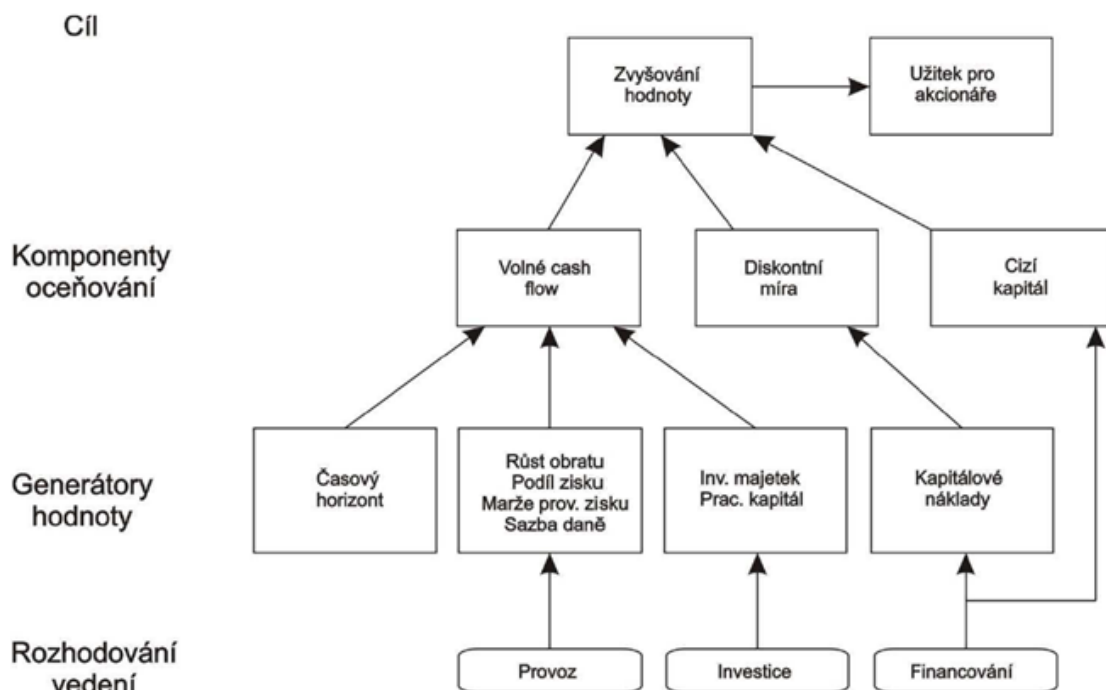 Cíl
Zvyšování
hodnoty
Užitek pro
akcionáře
Komponenty
oceňování
Volné cash
flow
Diskontní
míra
Cizí
kapitál
Generátory
hodnoty
Časový
horizont
Růst obratu
Podíl zisku
Marže prov. zisku
Sazba daně
Inv. majetek
Prac. kapitál
Kapitálové
náklady
Rozhodování
vedení
Provoz
Investice
Financování